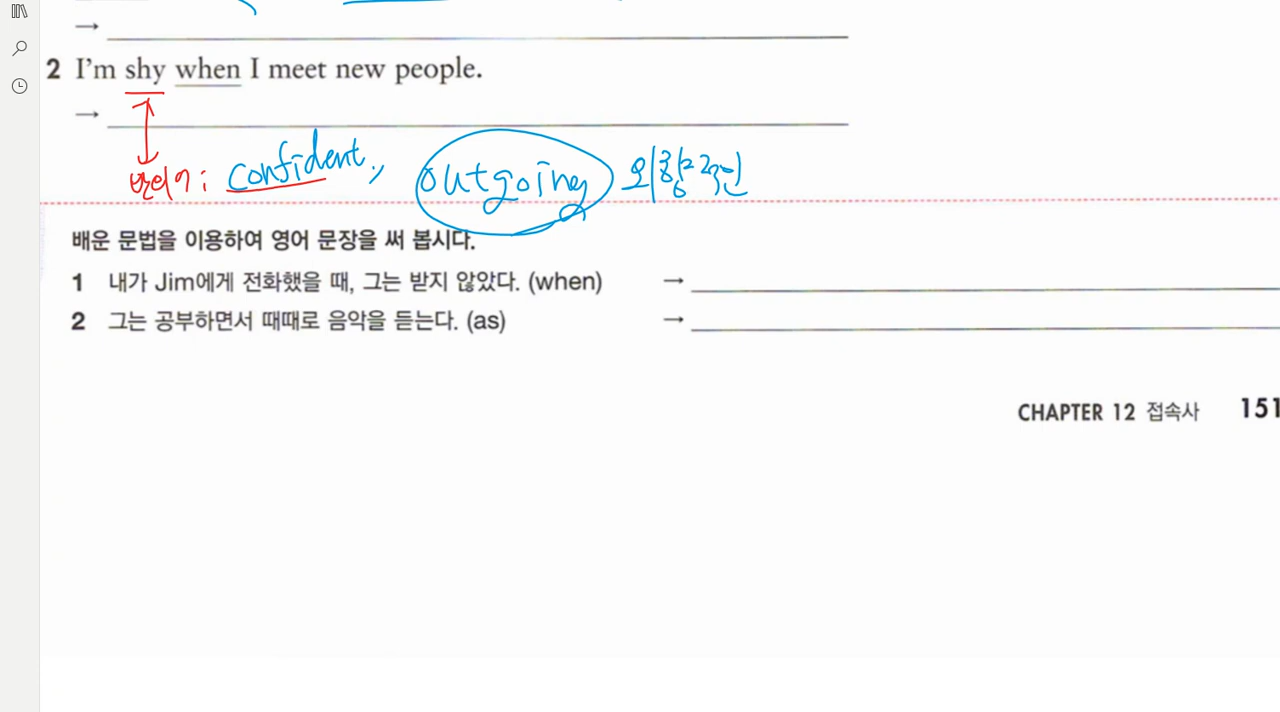 →
2 I'm shy when I meet new people.
→
반의어 : confident, outgoing 외향적인
배운 문법을 이용하여 영어 문장을 써 봅시다.
1 내가 Jim에게 전화했을 때, 그는 받지 않았다. (when) →
2 그는 공부하면서 때때로 음악을 듣는다. (as) →
CHAPTER 12 접속사 151